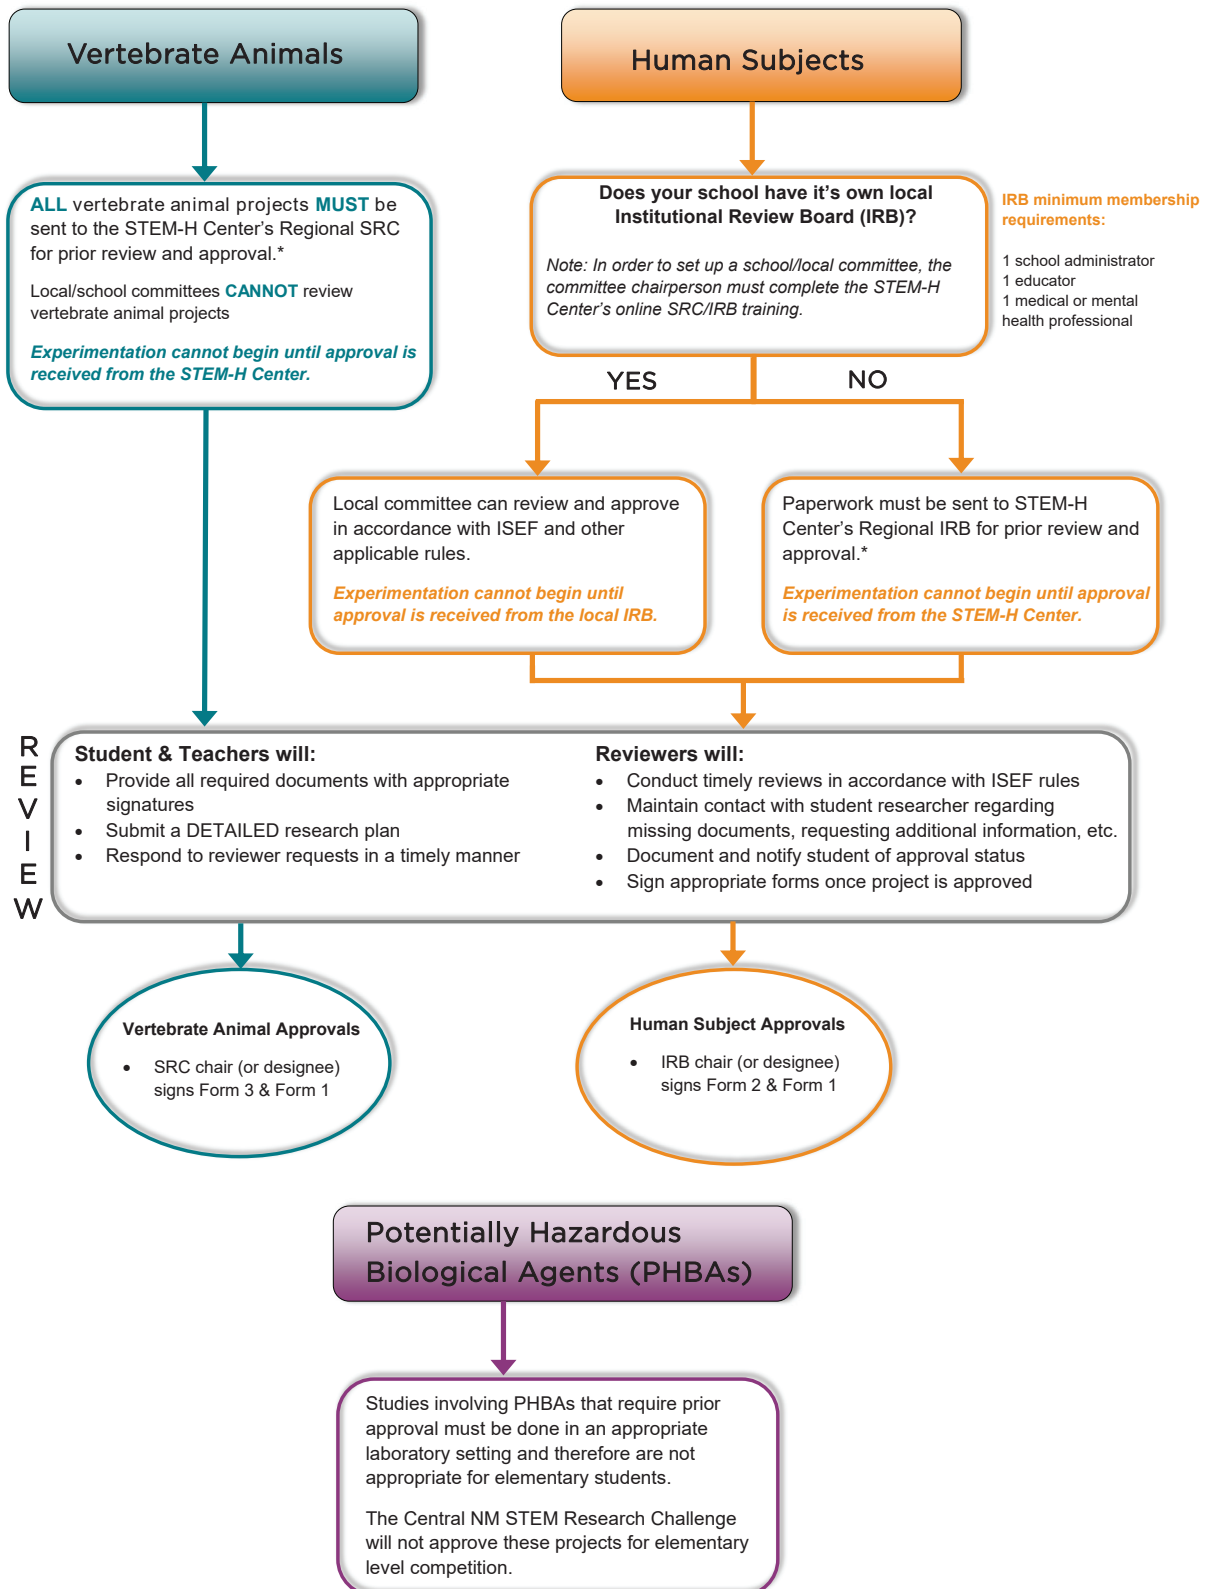 Vertebrate Animals
ALL vertebrate animal projects MUST be
sent to the STEM-H Center’s Regional SRC
for prior review and approval.*
Local/school committees CANNOT review
vertebrate animal projects
Experimentation cannot begin until approval is
received from the STEM-H Center.
Human Subjects
Does your school have it’s own local
Institutional Review Board (IRB)?
Note: In order to set up a school/local committee, the
committee chairperson must complete the STEM-H
Center’s online SRC/IRB training.
IRB minimum membership
requirements:
1 school administrator
1 educator
1 medical or mental
health professional
YES
NO
Local committee can review and approve
in accordance with ISEF and other
applicable rules.
Experimentation cannot begin until
approval is received from the local IRB.
Paperwork must be sent to STEM-H
Center’s Regional IRB for prior review and
approval.*
Experimentation cannot begin until approval
is received from the STEM-H Center.
REVIEW
Student & Teachers will:
• Provide all required documents with appropriate
signatures
• Submit a DETAILED research plan
• Respond to reviewer requests in a timely manner
Reviewers will:
• Conduct timely reviews in accordance with ISEF rules
• Maintain contact with student researcher regarding
missing documents, requesting additional information, etc.
• Document and notify student of approval status
• Sign appropriate forms once project is approved
Vertebrate Animal Approvals
• SRC chair (or designee)
signs Form 3 & Form 1
Human Subject Approvals
• IRB chair (or designee)
signs Form 2 & Form 1
Potentially Hazardous
Biological Agents (PHBAs)
Studies involving PHBAs that require prior
approval must be done in an appropriate
laboratory setting and therefore are not
appropriate for elementary students.
The Central NM STEM Research Challenge
will not approve these projects for elementary
level competition.